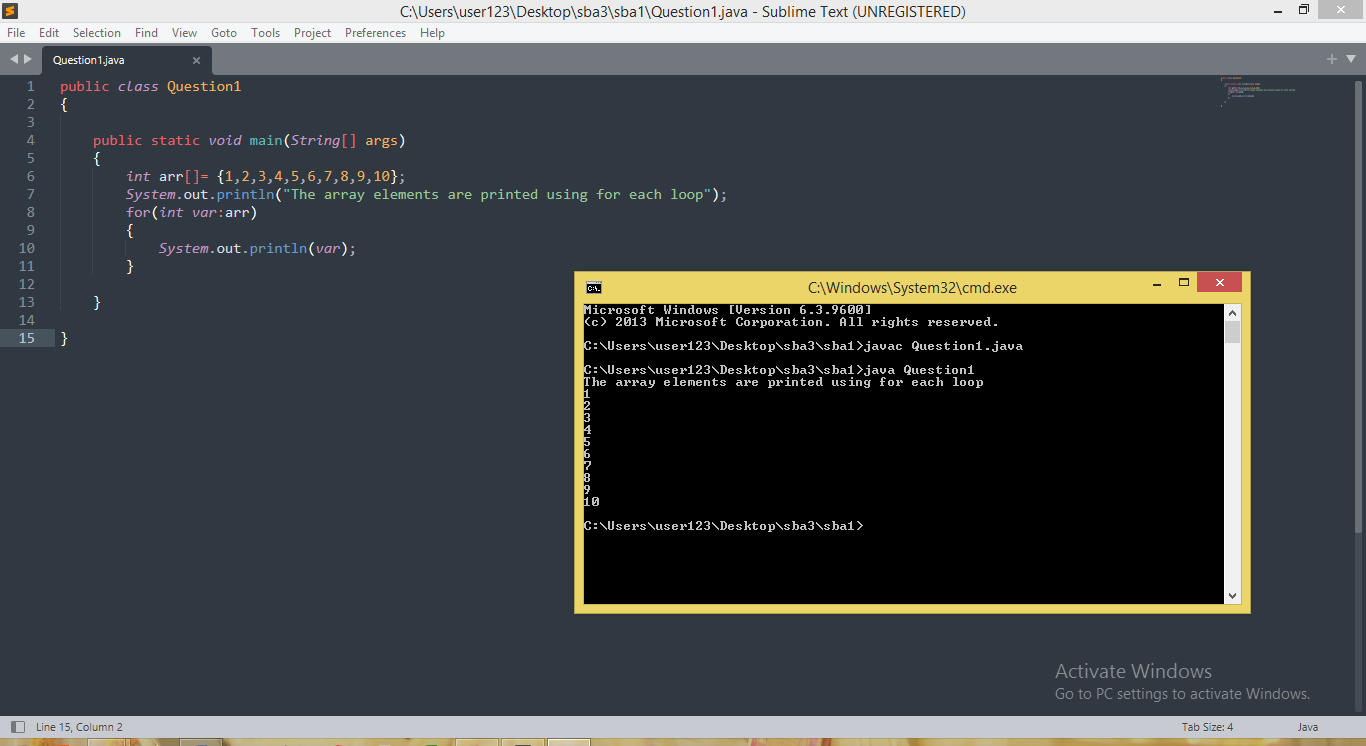 C:\Users\user123\Desktop\sba3\sba1\Question1.java - Sublime Text (UNREGISTERED)
File Edit Selection Find View Goto Tools Project Preferences Help
Question1.java
1 public class Question1
2 {
3
4 public static void main(String[] args)
5 {
6 int arr[]= {1,2,3,4,5,6,7,8,9,10};
7 System.out.println("The array elements are printed using for each loop");
8 for(int var:arr)
9 {
10 System.out.println(var);
11 }
12
13 }
14
15 }
C:\Windows\System32\cmd.exe
Microsoft Windows [Version 6.3.9600]
(c) 2013 Microsoft Corporation. All rights reserved.
C:\Users\user123\Desktop\sba3\sba1>javac Question1.java
C:\Users\user123\Desktop\sba3\sba1>java Question1
The array elements are printed using for each loop
1
2
3
4
5
6
7
8
9
10
C:\Users\user123\Desktop\sba3\sba1>
Activate Windows
Go to PC settings to activate Windows.
Line 15, Column 2
Tab Size: 4 Java